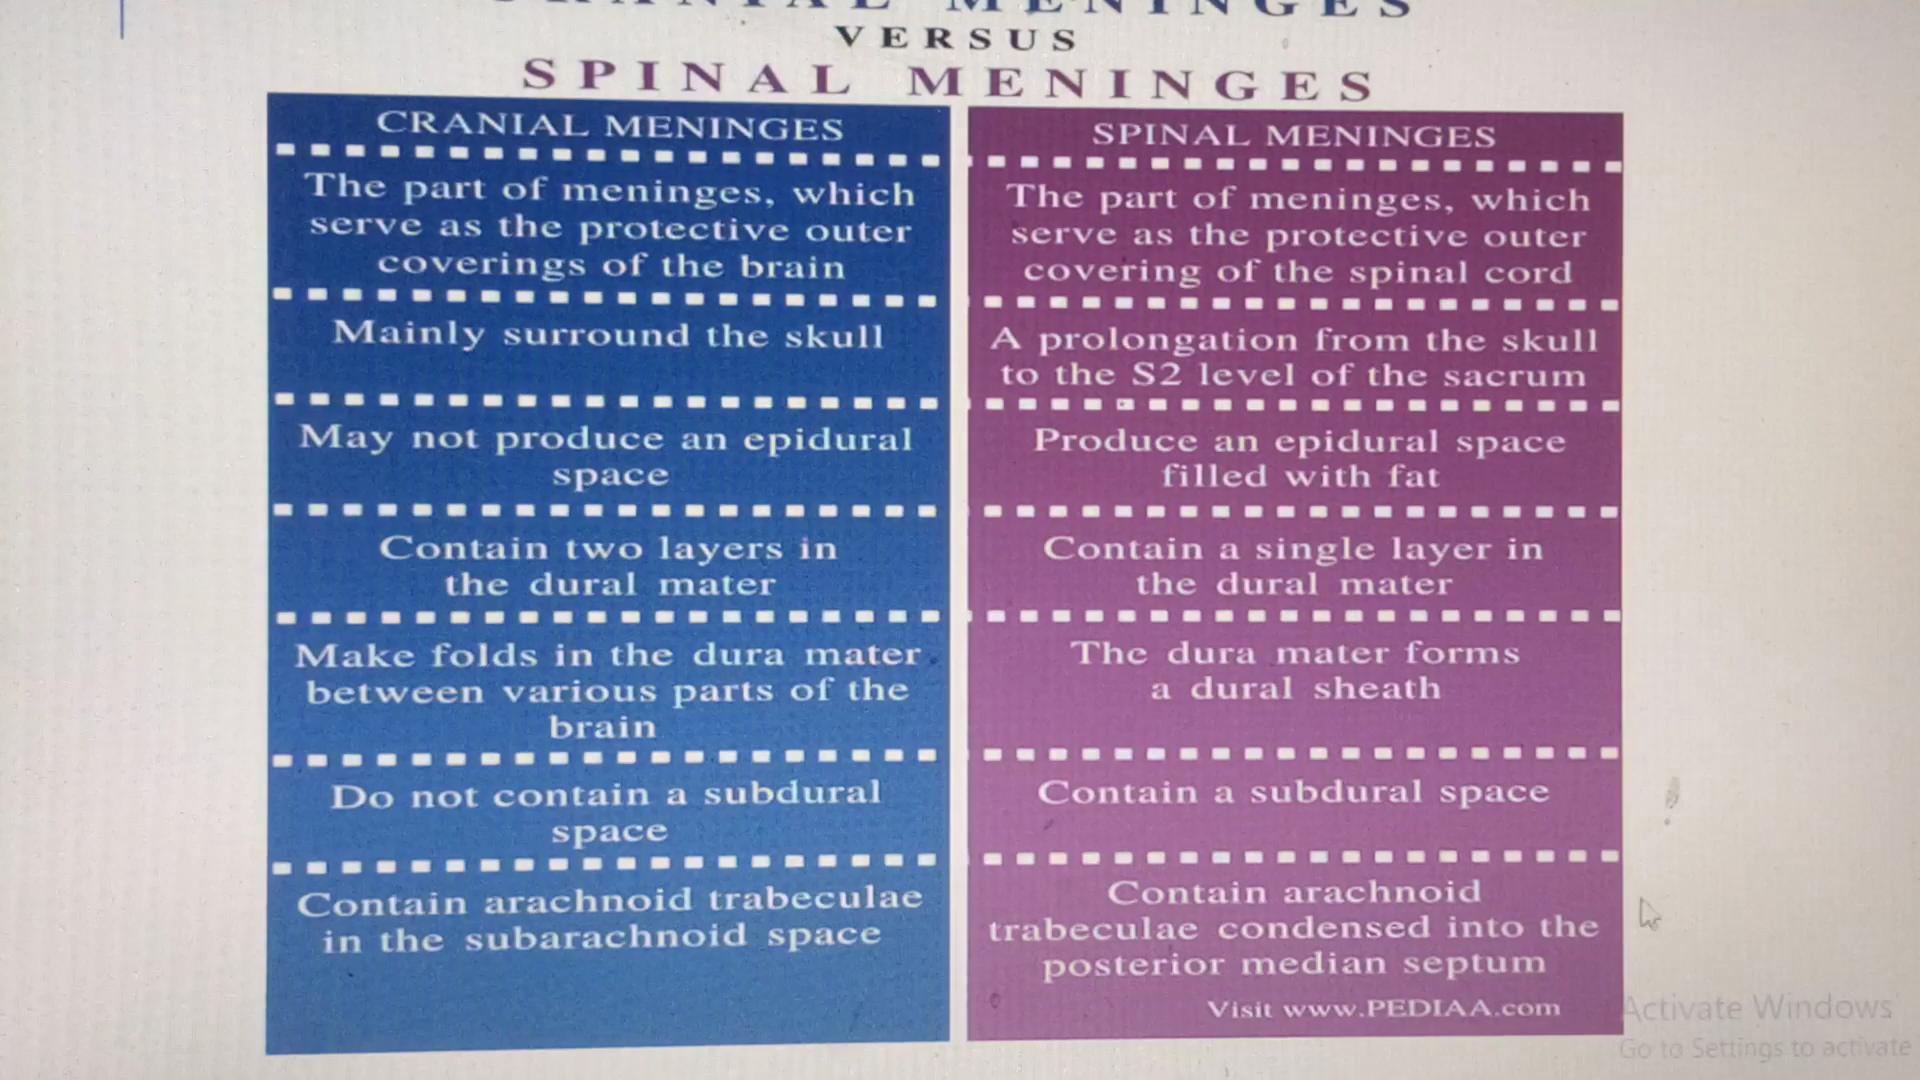 CRANIAL MENINGES
VERSUS
SPINAL MENINGES
CRANIAL MENINGES
The part of meninges, which
serve as the protective outer
coverings of the brain
Mainly surround the skull
May not produce an epidural
space
Contain two layers in
the dural mater
Make folds in the dura mater
between various parts of the
brain
Do not contain a subdural
space
Contain arachnoid trabeculae
in the subarachnoid space
SPINAL MENINGES
The part of meninges, which
serve as the protective outer
covering of the spinal cord
A prolongation from the skull
to the S2 level of the sacrum
Produce an epidural space
filled with fat
Contain a single layer in
the dural mater
The dura mater forms
a dural sheath
Contain a subdural space
Contain arachnoid
trabeculae condensed into the
posterior median septum
Visit www.PEDIAA.com
Activate Windows
Go to Settings to activate